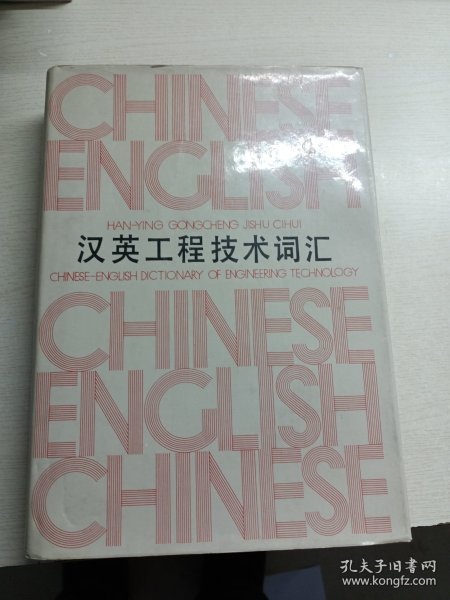 CHINESE
ENGLISH
HAN-YING GONGCHENG JISHU CIHUI
汉英工程技术词汇
CHINESE-ENGLISH DICTIONARY OF ENGINEERING TECHNOLOGY
CHINESE
ENGLISH
CHINESE
孔夫子旧书网
www.kongfz.com